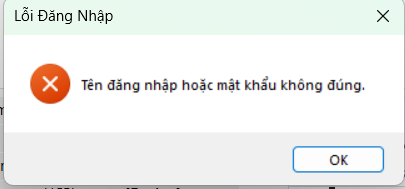 Lỗi Đăng Nhập
Tên đăng nhập hoặc mật khẩu không đúng.
OK